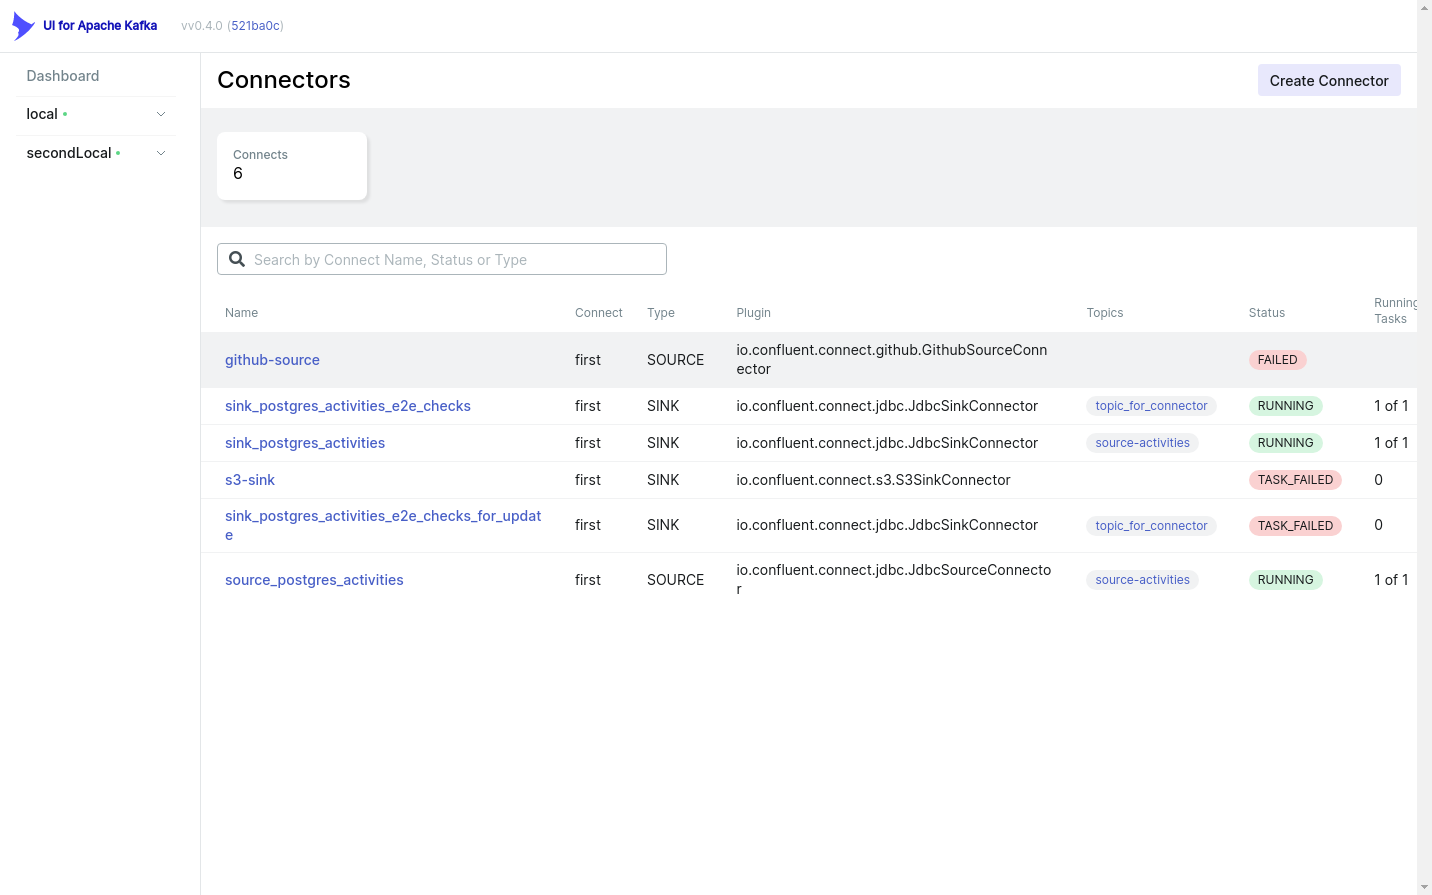 UI for Apache Kafka
vv0.4.0 (521ba0c)
Dashboard
local
secondLocal
Connectors
Create Connector
Connects
6
Search by Connect Name, Status or Type
Name Connect Type Plugin Topics Status Running
Tasks
github-source first SOURCE io.confluent.connect.github.GithubSourceConn
ector FAILED
sink_postgres_activities_e2e_checks first SINK io.confluent.connect.jdbc.JdbcSinkConnector topic_for_connector RUNNING 1 of 1
sink_postgres_activities first SINK io.confluent.connect.jdbc.JdbcSinkConnector source-activities RUNNING 1 of 1
s3-sink first SINK io.confluent.connect.s3.S3SinkConnector TASK_FAILED 0
sink_postgres_activities_e2e_checks_for_updat
e first SINK io.confluent.connect.jdbc.JdbcSinkConnector topic_for_connector TASK_FAILED 0
source_postgres_activities first SOURCE io.confluent.connect.jdbc.JdbcSourceConnecto
r source-activities RUNNING 1 of 1